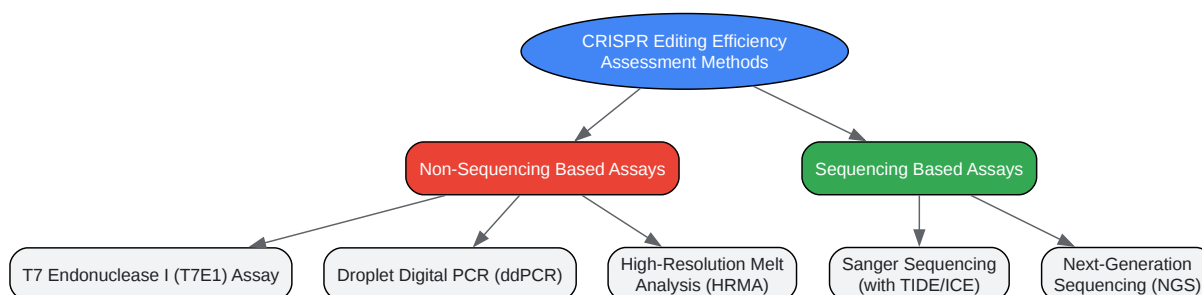 CRISPR Editing Efficiency
Assessment Methods
Non-Sequencing Based Assays
Sequencing Based Assays
T7 Endonuclease I (T7E1) Assay
Droplet Digital PCR (ddPCR)
High-Resolution Melt
Analysis (HRMA)
Sanger Sequencing
(with TIDE/ICE)
Next-Generation
Sequencing (NGS)